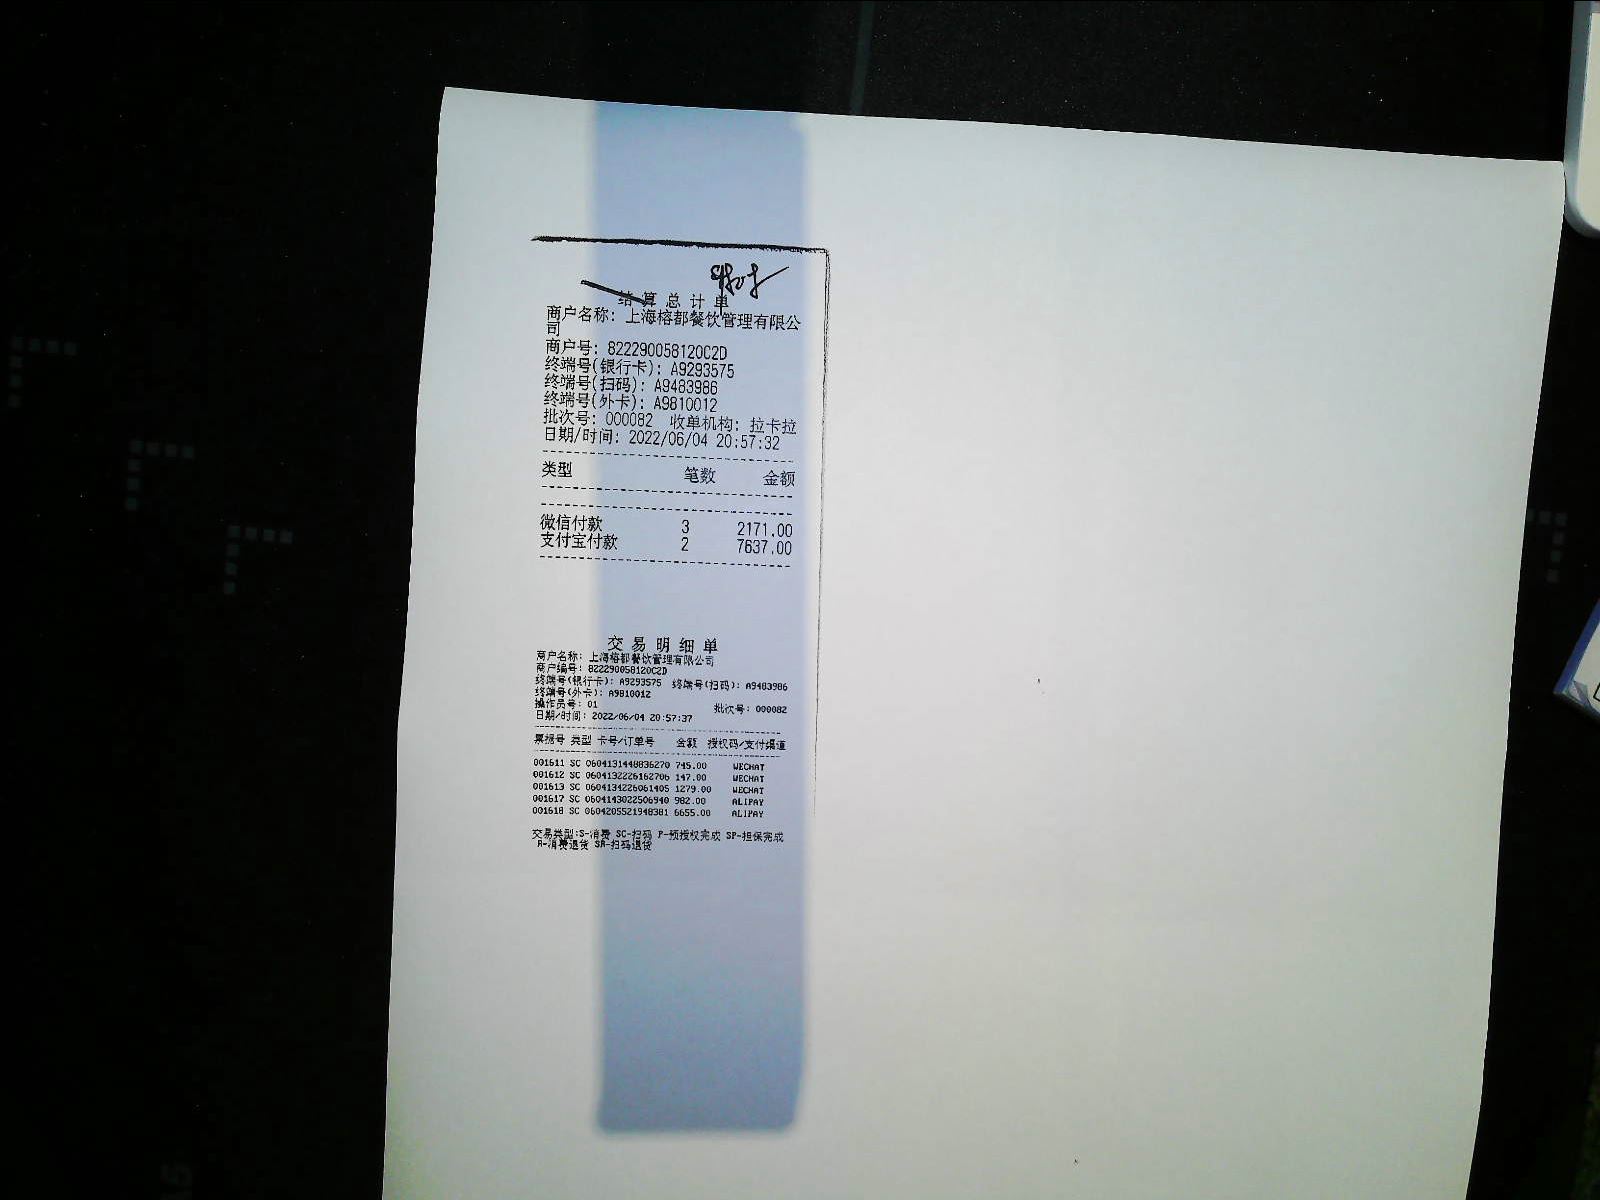 结算总计单
商户名称: 上海榕都餐饮管理有限公
司
商户号: 822290058120C2D
终端号(银行卡): A9293575
终端号(扫码): A9483986
终端号(外卡): A9810012
批次号: 000082 收单机构: 拉卡拉
日期/时间: 2022/06/04 20:57:32
类型 笔数 金额
微信付款 3 2171.00
支付宝付款 2 7637.00
交易明细单
商户名称: 上海榕都餐饮管理有限公司
商户编号: 822290058120C2D
终端号(银行卡): A9293575 终端号(扫码): A9483986
终端号(外卡): A9810012
操作员号: 01 批次号: 000082
日期/时间: 2022/06/04 20:57:37
票据号 类型 卡号/订单号 金额 授权码/支付渠道
001611 SC 0604131448836270 745.00 WECHAT
001612 SC 0604132226162706 147.00 WECHAT
001613 SC 0604134226061405 1279.00 WECHAT
001617 SC 0604143022506940 982.00 ALIPAY
001618 SC 0604205521948381 6655.00 ALIPAY
交易类型:S-消费 SC-扫码 P-预授权完成 SP-担保完成
R-消费退货 SR-扫码退货